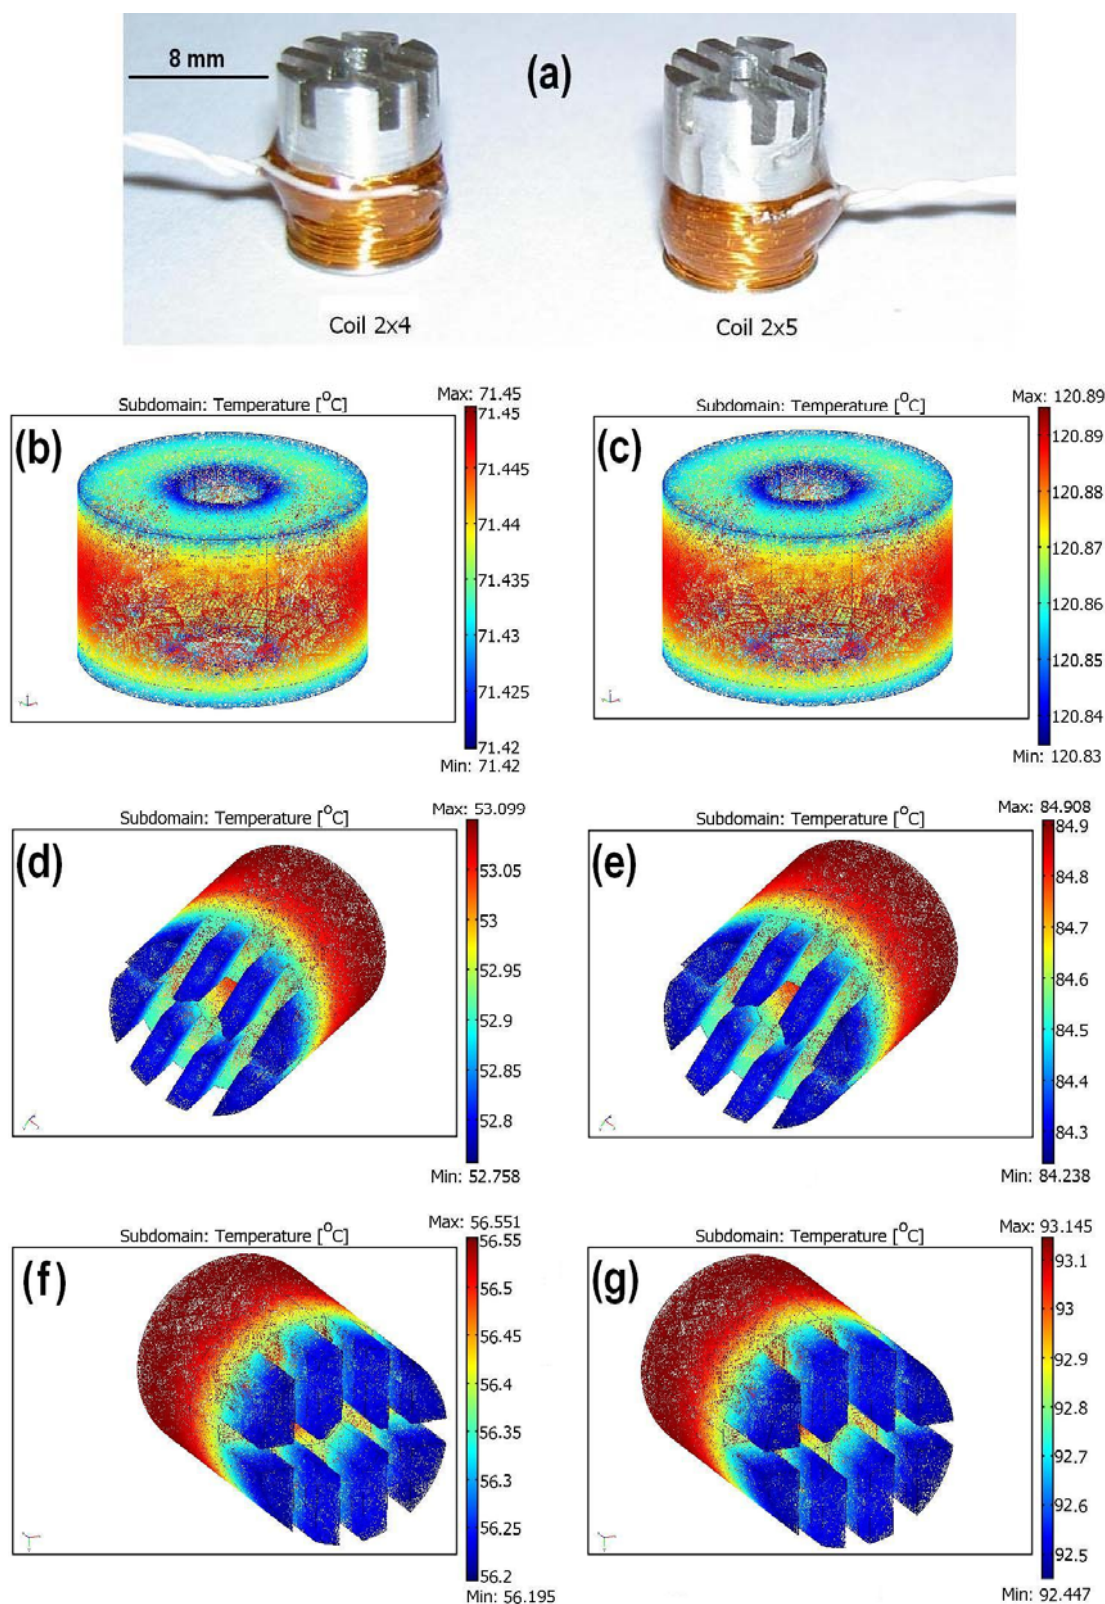 8 mm
(a)
Coil 2x4
Coil 2x5
Subdomain: Temperature [°C]
Max: 71.45
(b)
71.45
71.445
71.44
71.435
71.43
71.425
71.42
Min: 71.42
Subdomain: Temperature [°C]
Max: 120.89
(c)
120.89
120.88
120.87
120.86
120.85
120.84
Min: 120.83
Subdomain: Temperature [°C]
Max: 53.099
(d)
53.05
53
52.95
52.9
52.85
52.8
Min: 52.758
Subdomain: Temperature [°C]
Max: 84.908
(e)
84.9
84.8
84.7
84.6
84.5
84.4
84.3
Min: 84.238
Subdomain: Temperature [°C]
Max: 56.551
(f)
56.55
56.5
56.45
56.4
56.35
56.3
56.25
56.2
Min: 56.195
Subdomain: Temperature [°C]
Max: 93.145
(g)
93.1
93
92.9
92.8
92.7
92.6
92.5
Min: 92.447